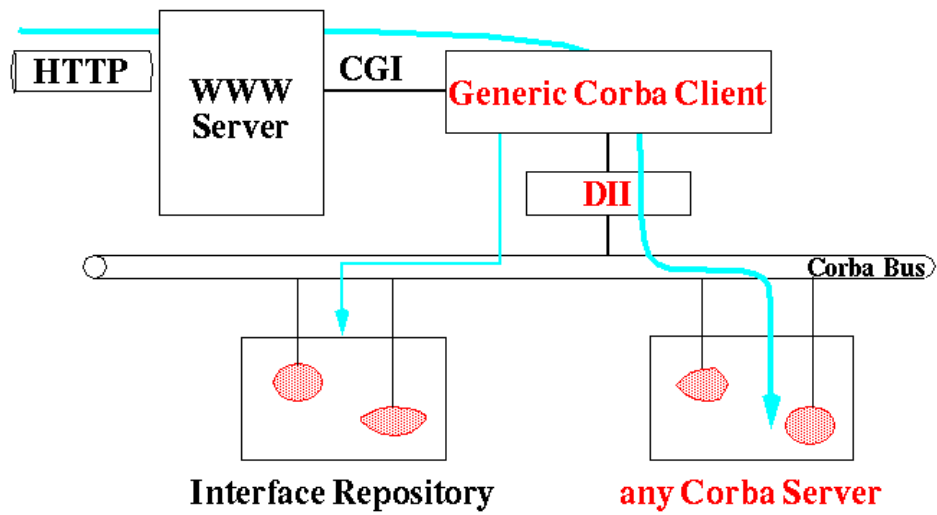 HTTP
WWW
Server
CGI
Generic Corba Client
DII
Corba Bus
Interface Repository
any Corba Server